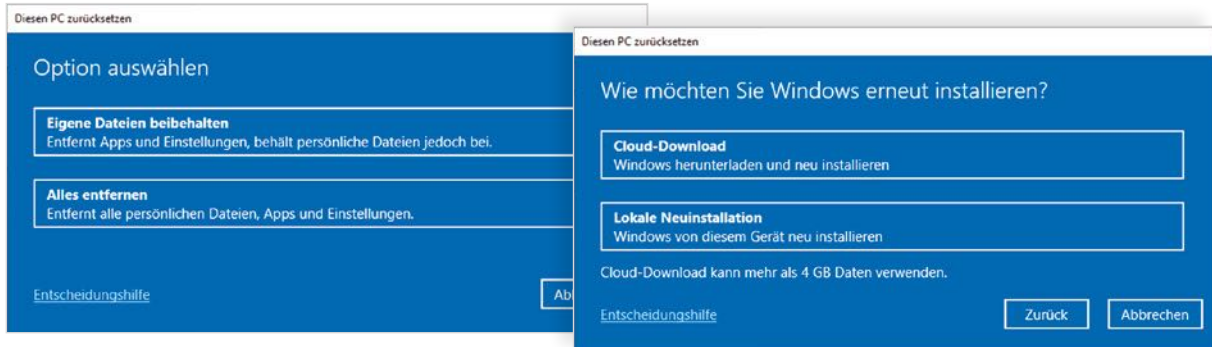 Diesen PC zurücksetzen
Option auswählen
Eigene Dateien beibehalten
Entfernt Apps und Einstellungen, behält persönliche Dateien jedoch bei.
Alles entfernen
Entfernt alle persönlichen Dateien, Apps und Einstellungen.
Entscheidungshilfe
Diesen PC zurücksetzen
Wie möchten Sie Windows erneut installieren?
Cloud-Download
Windows herunterladen und neu installieren
Lokale Neuinstallation
Windows von diesem Gerät neu installieren
Cloud-Download kann mehr als 4 GB Daten verwenden.
Entscheidungshilfe
Zurück
Abbrechen